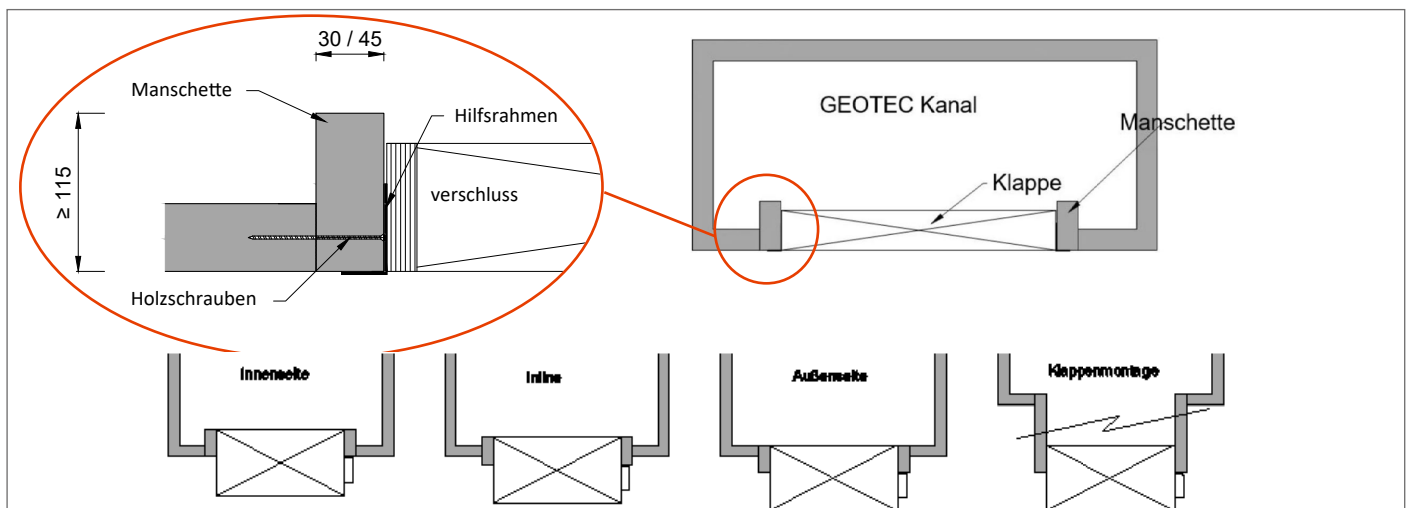 30 / 45
Manschette
Hilfsrahmen
≥ 115
verschluss
Holzschrauben
GEOTEC Kanal
Manschette
Klappe
Innenseite
Inline
Außenseite
Klappenmontage